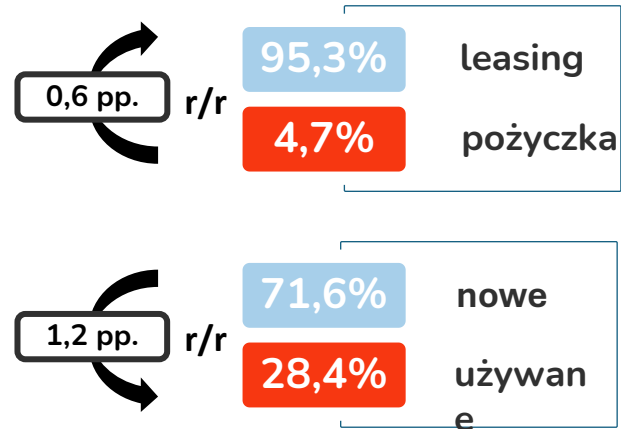 95,3% leasing
0,6 pp. r/r
4,7% pożyczka
71,6% nowe
1,2 pp. r/r
28,4% używan
e